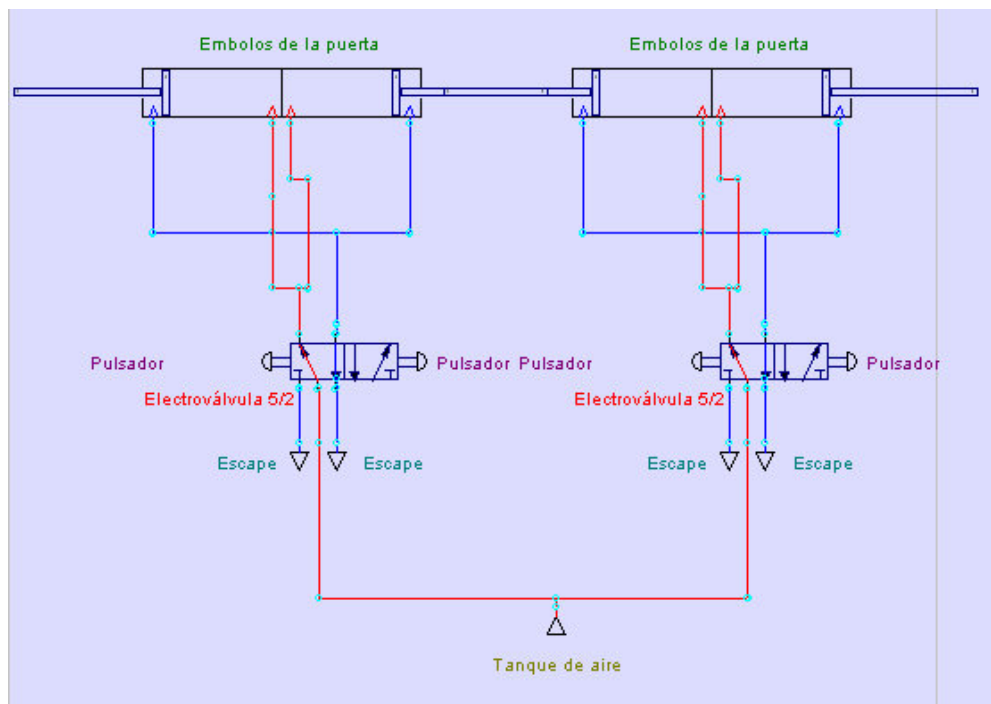 Embolos de la puerta
Embolos de la puerta
Pulsador
Pulsador
Pulsador
Pulsador
Electroválvula 5/2
Electroválvula 5/2
Escape
Escape
Escape
Escape
Tanque de aire